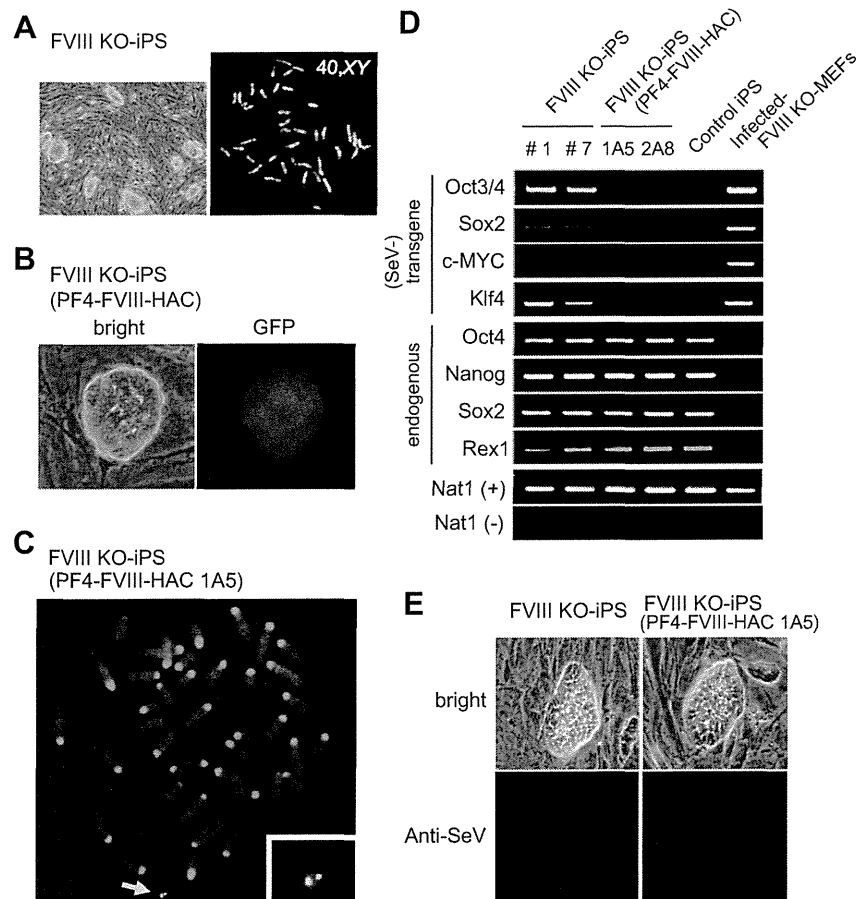 A
FVIII KO-iPS
40,XY
B
FVIII KO-iPS
(PF4-FVIII-HAC)
bright
GFP
C
FVIII KO-iPS
(PF4-FVIII-HAC 1A5)
D
FVIII KO-iPS
FVIII KO-iPS
(PF4-FVIII-HAC)
Control iPS
Infected-
FVIII KO-MEFs
# 1 # 7 1A5 2A8
(SeV-)
transgene
Oct3/4
Sox2
c-MYC
Klf4
endogenous
Oct4
Nanog
Sox2
Rex1
Nat1 (+)
Nat1 (-)
E
FVIII KO-iPS
FVIII KO-iPS
(PF4-FVIII-HAC 1A5)
bright
Anti-SeV